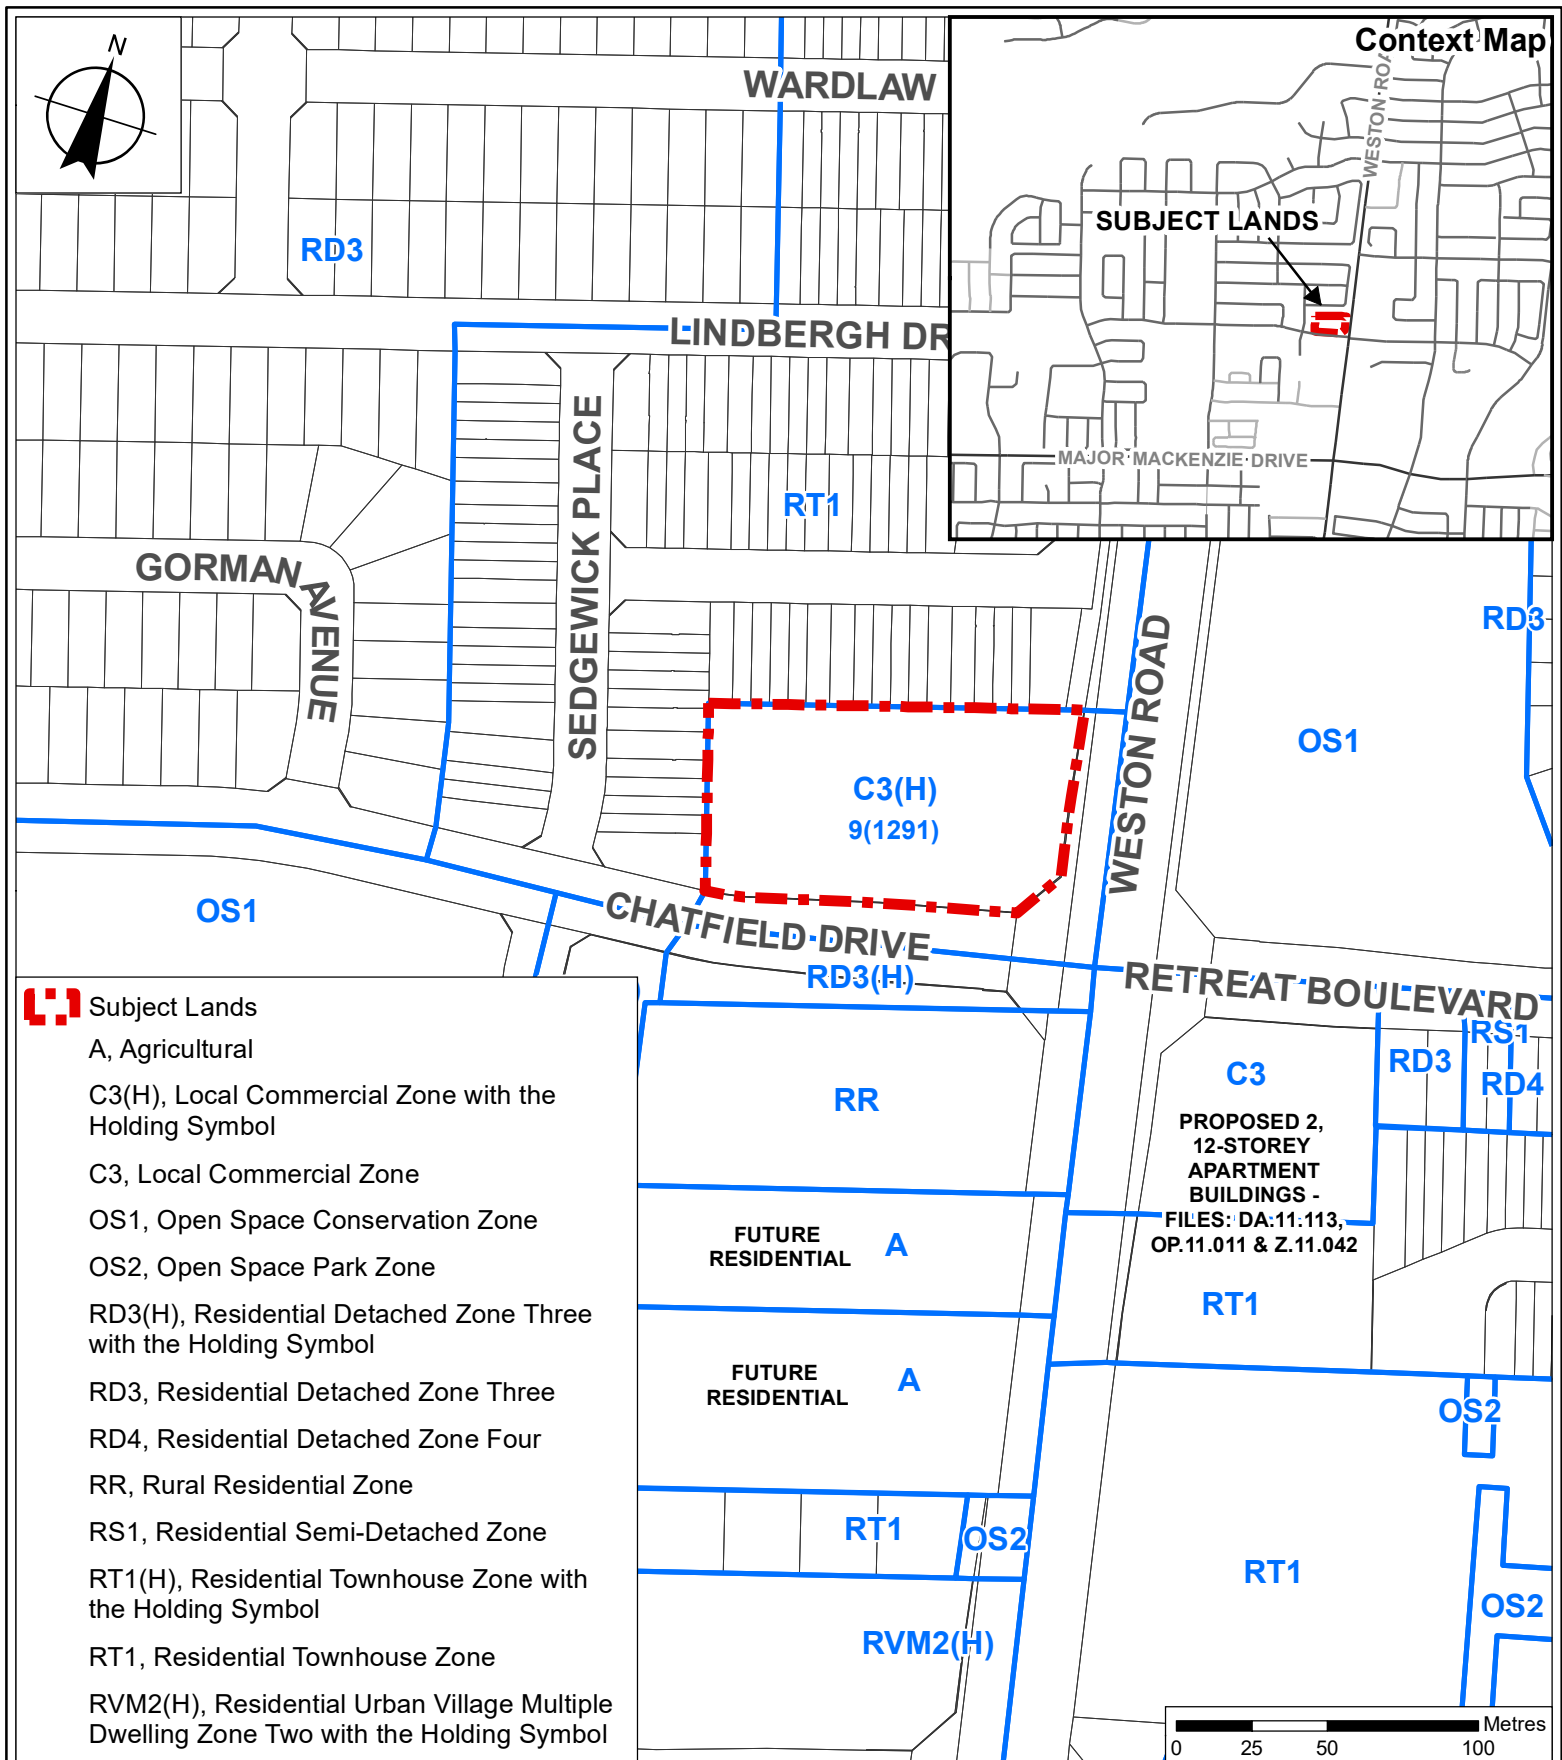 N
WARDLAW
Context Map
WESTON ROA
SUBJECT LANDS
MAJOR MACKENZIE DRIVE
RD3
LINDBERGH DR
SEDGEWICK PLACE
RT1
GORMAN AVENUE
WESTON ROAD
RD3
OS1
C3(H)
9(1291)
OS1
CHATFIELD DRIVE
RD3(H)
RETREAT BOULEVARD
RS1
RD3
RD4
C3
PROPOSED 2,
12-STOREY
APARTMENT
BUILDINGS -
FILES: DA.11.113,
OP.11.011 & Z.11.042
RT1
RR
FUTURE
RESIDENTIAL
A
FUTURE
RESIDENTIAL
A
OS2
RT1
OS2
RT1
OS2
RVM2(H)
Subject Lands
A, Agricultural
C3(H), Local Commercial Zone with the
Holding Symbol
C3, Local Commercial Zone
OS1, Open Space Conservation Zone
OS2, Open Space Park Zone
RD3(H), Residential Detached Zone Three
with the Holding Symbol
RD3, Residential Detached Zone Three
RD4, Residential Detached Zone Four
RR, Rural Residential Zone
RS1, Residential Semi-Detached Zone
RT1(H), Residential Townhouse Zone with
the Holding Symbol
RT1, Residential Townhouse Zone
RVM2(H), Residential Urban Village Multiple
Dwelling Zone Two with the Holding Symbol
Metres
0 25 50 100